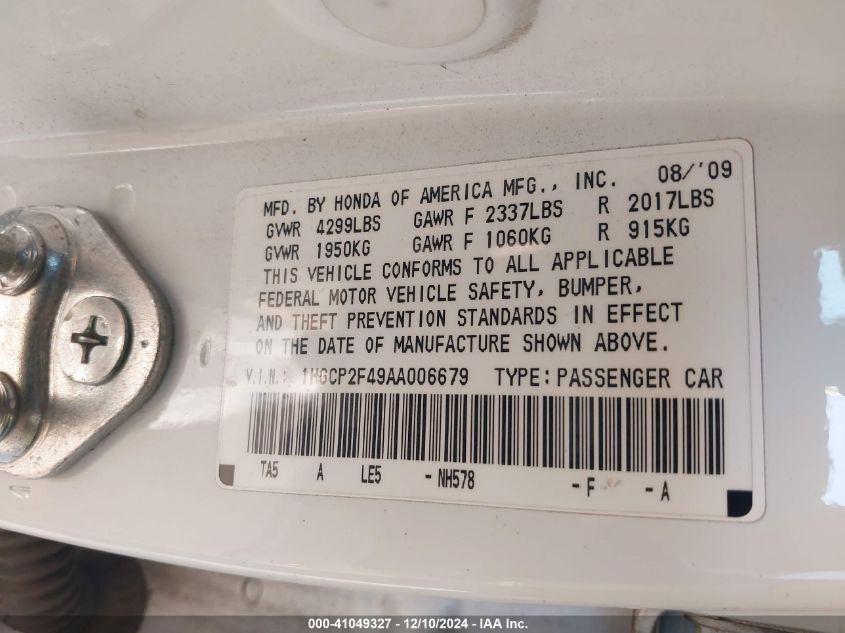 MFD. BY HONDA OF AMERICA MFG., INC. 08/'09
GVWR 4299LBS GAWR F 2337LBS R 2017LBS
GVWR 1950KG GAWR F 1060KG R 915KG
THIS VEHICLE CONFORMS TO ALL APPLICABLE
FEDERAL MOTOR VEHICLE SAFETY, BUMPER,
AND THEFT PREVENTION STANDARDS IN EFFECT
ON THE DATE OF MANUFACTURE SHOWN ABOVE.
V.I.N.: 1HGCP2F49AA006679 TYPE: PASSENGER CAR
TA5 A LE5 -NH578 -F -A
000-41049327 - 12/10/2024 - IAA Inc.